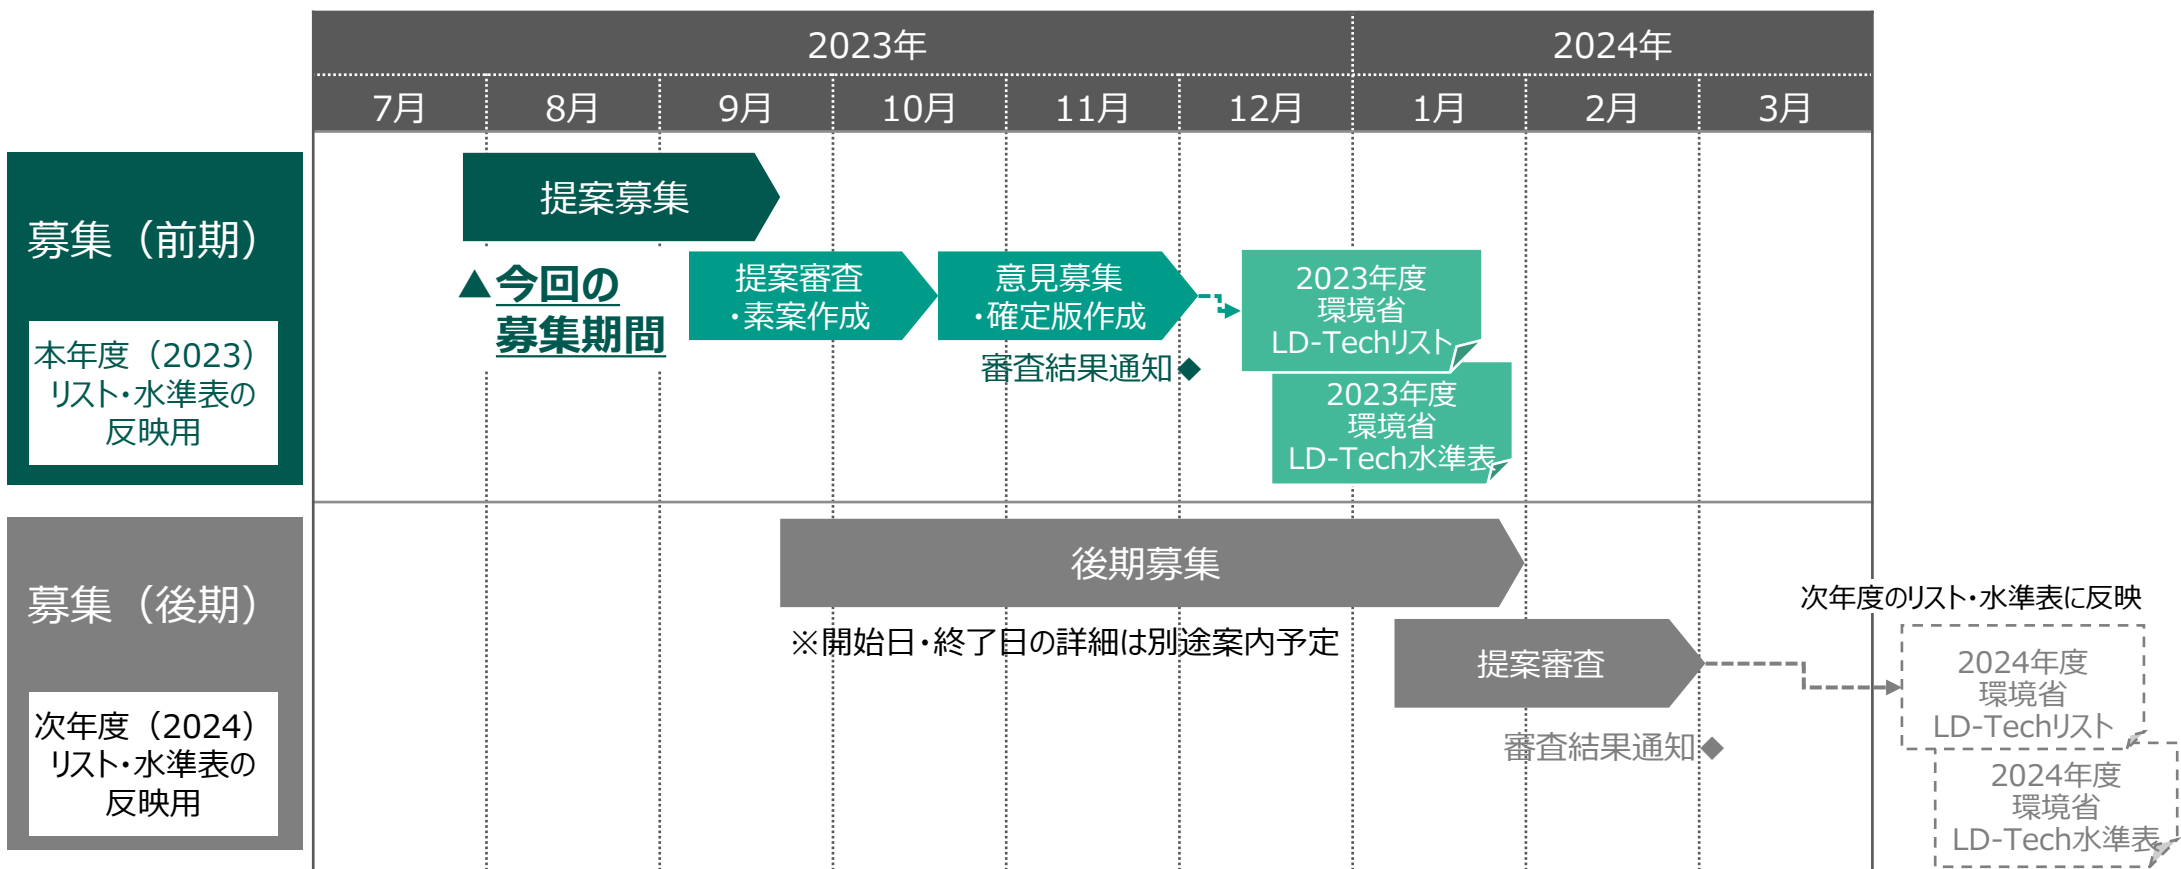 2023年
2024年
7月
8月
9月
10月
11月
12月
1月
2月
3月
募集（前期）
本年度（2023）
リスト・水準表の
反映用
提案募集
▲今回の
募集期間
提案審査
・素案作成
意見募集
・確定版作成
審査結果通知◆
2023年度
環境省
LD-Techリスト
2023年度
環境省
LD-Tech水準表
募集（後期）
次年度（2024）
リスト・水準表の
反映用
後期募集
※開始日・終了日の詳細は別途案内予定
提案審査
審査結果通知◆
次年度のリスト・水準表に反映
2024年度
環境省
LD-Techリスト
2024年度
環境省
LD-Tech水準表